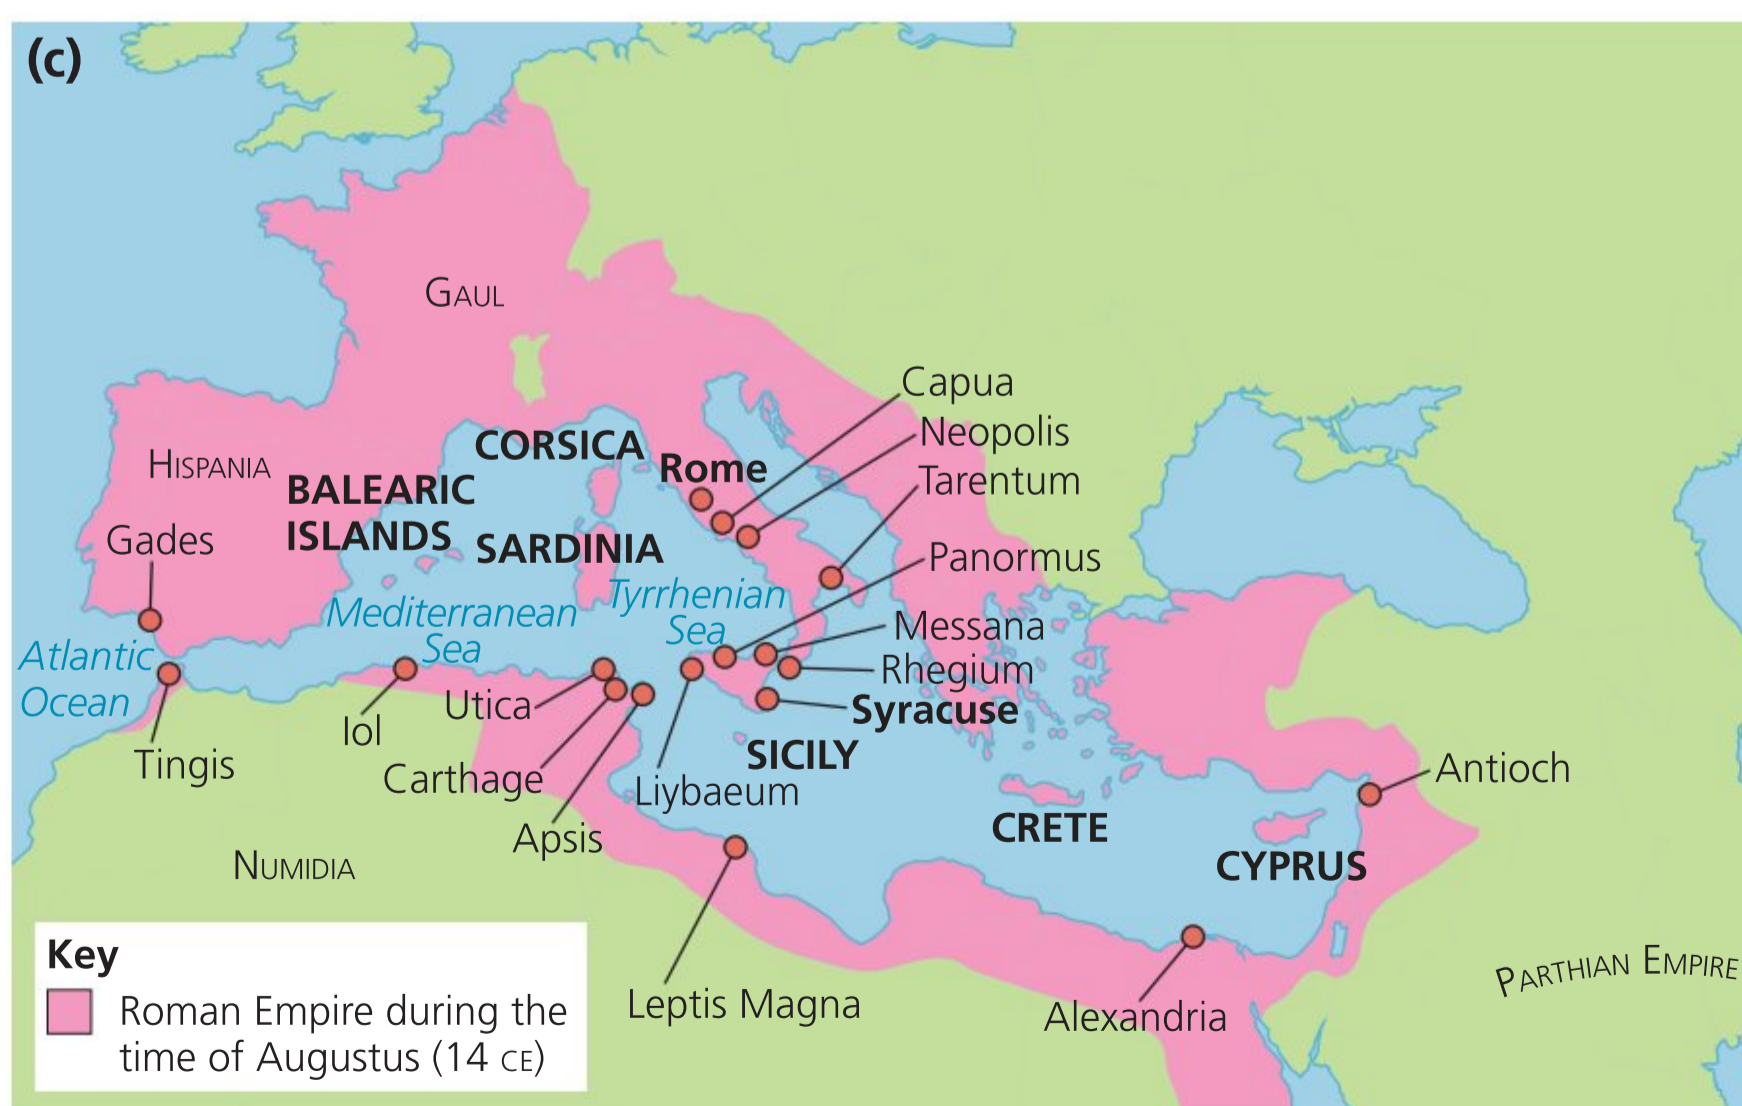 (c)
GAUL
Capua
Neopolis
CORSICA
Rome
HISPANIA
Tarentum
BALEARIC
ISLANDS
Gades
SARDINIA
Panormus
Tyrrhenian
Sea
Mediterranean
Sea
Messana
Atlantic
Ocean
Rhegium
Utica
Syracuse
Iol
Tingis
SICILY
Carthage
Liybaeum
Antioch
Apsis
CRETE
NUMIDIA
CYPRUS
Key
Roman Empire during the
time of Augustus (14 CE)
Leptis Magna
Alexandria
PARTHIAN EMPIRE